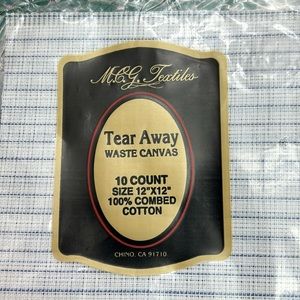 M.C.G. Textiles
Tear Away
WASTE CANVAS
10 COUNT
SIZE 12"X12"
100% COMBED
COTTON
CHINO, CA 91710